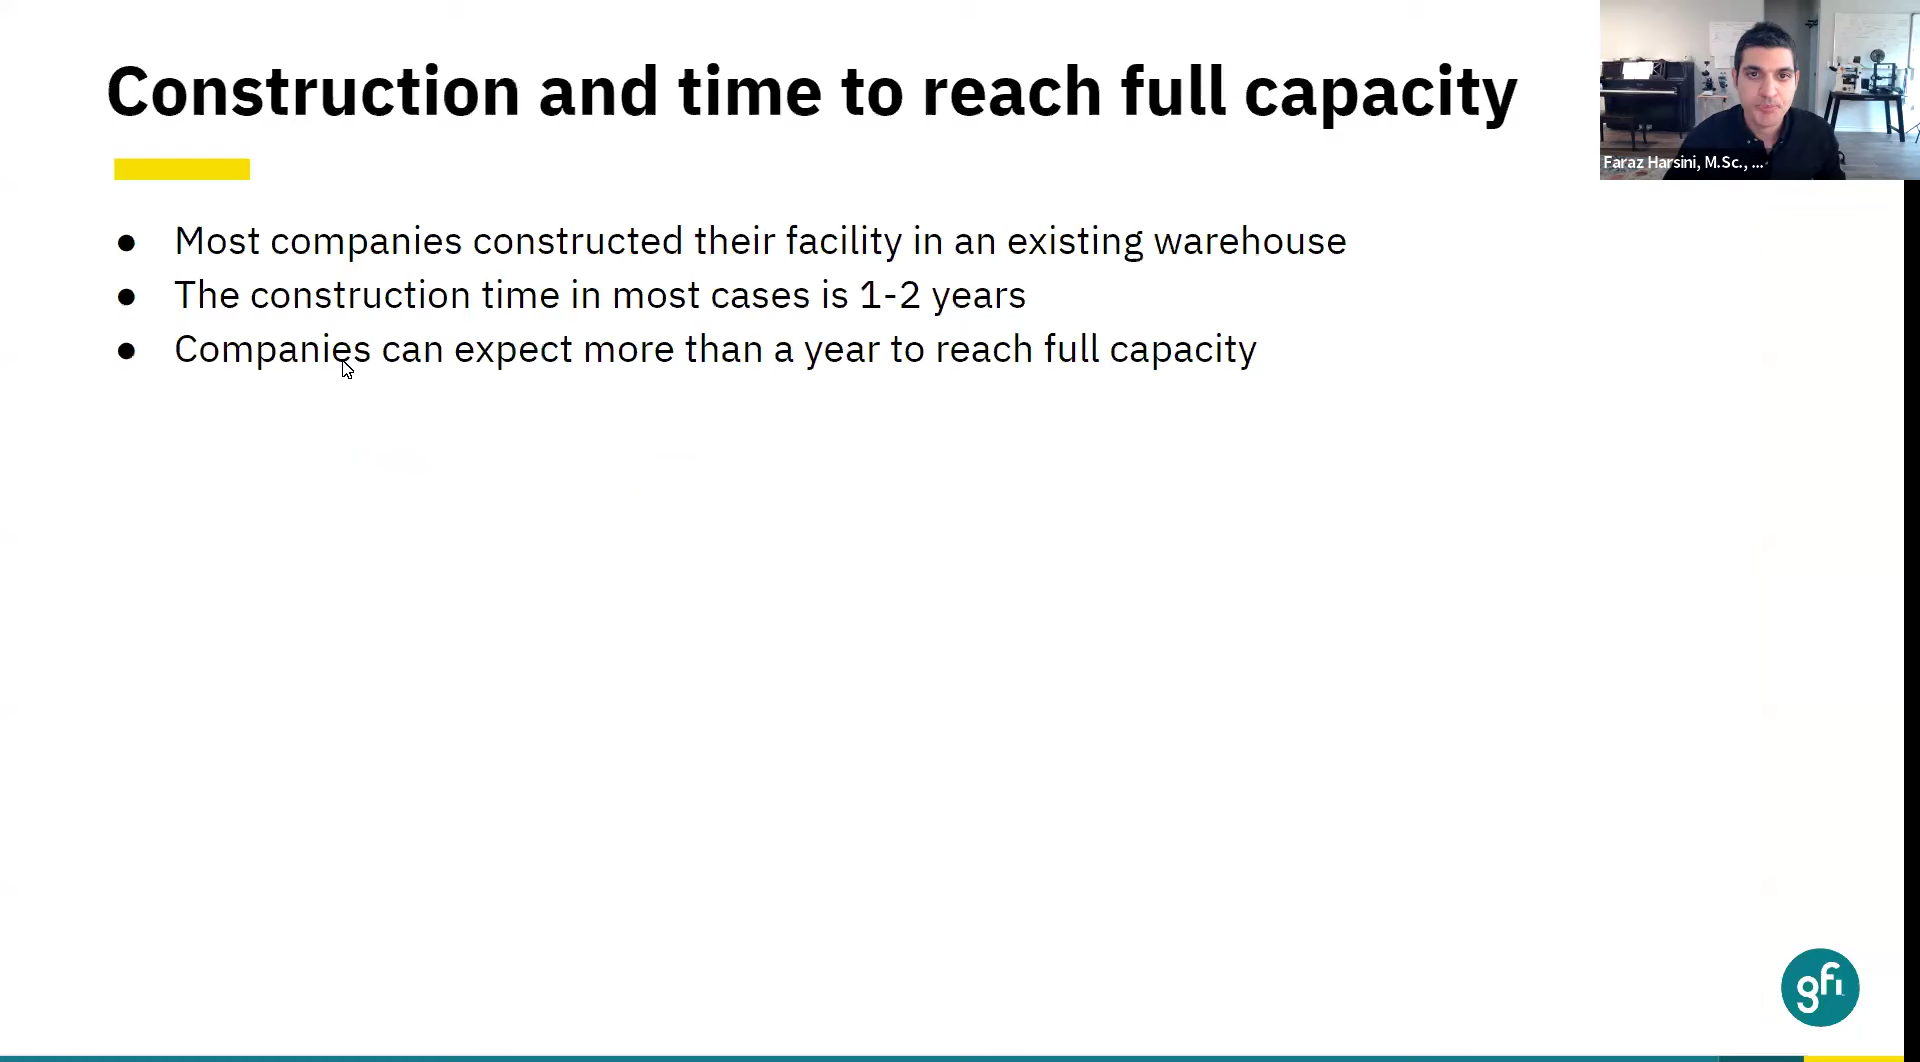 Construction and time to reach full capacity
Faraz Harsini, M.Sc., ...
● Most companies constructed their facility in an existing warehouse
● The construction time in most cases is 1-2 years
● Companies can expect more than a year to reach full capacity
gfi